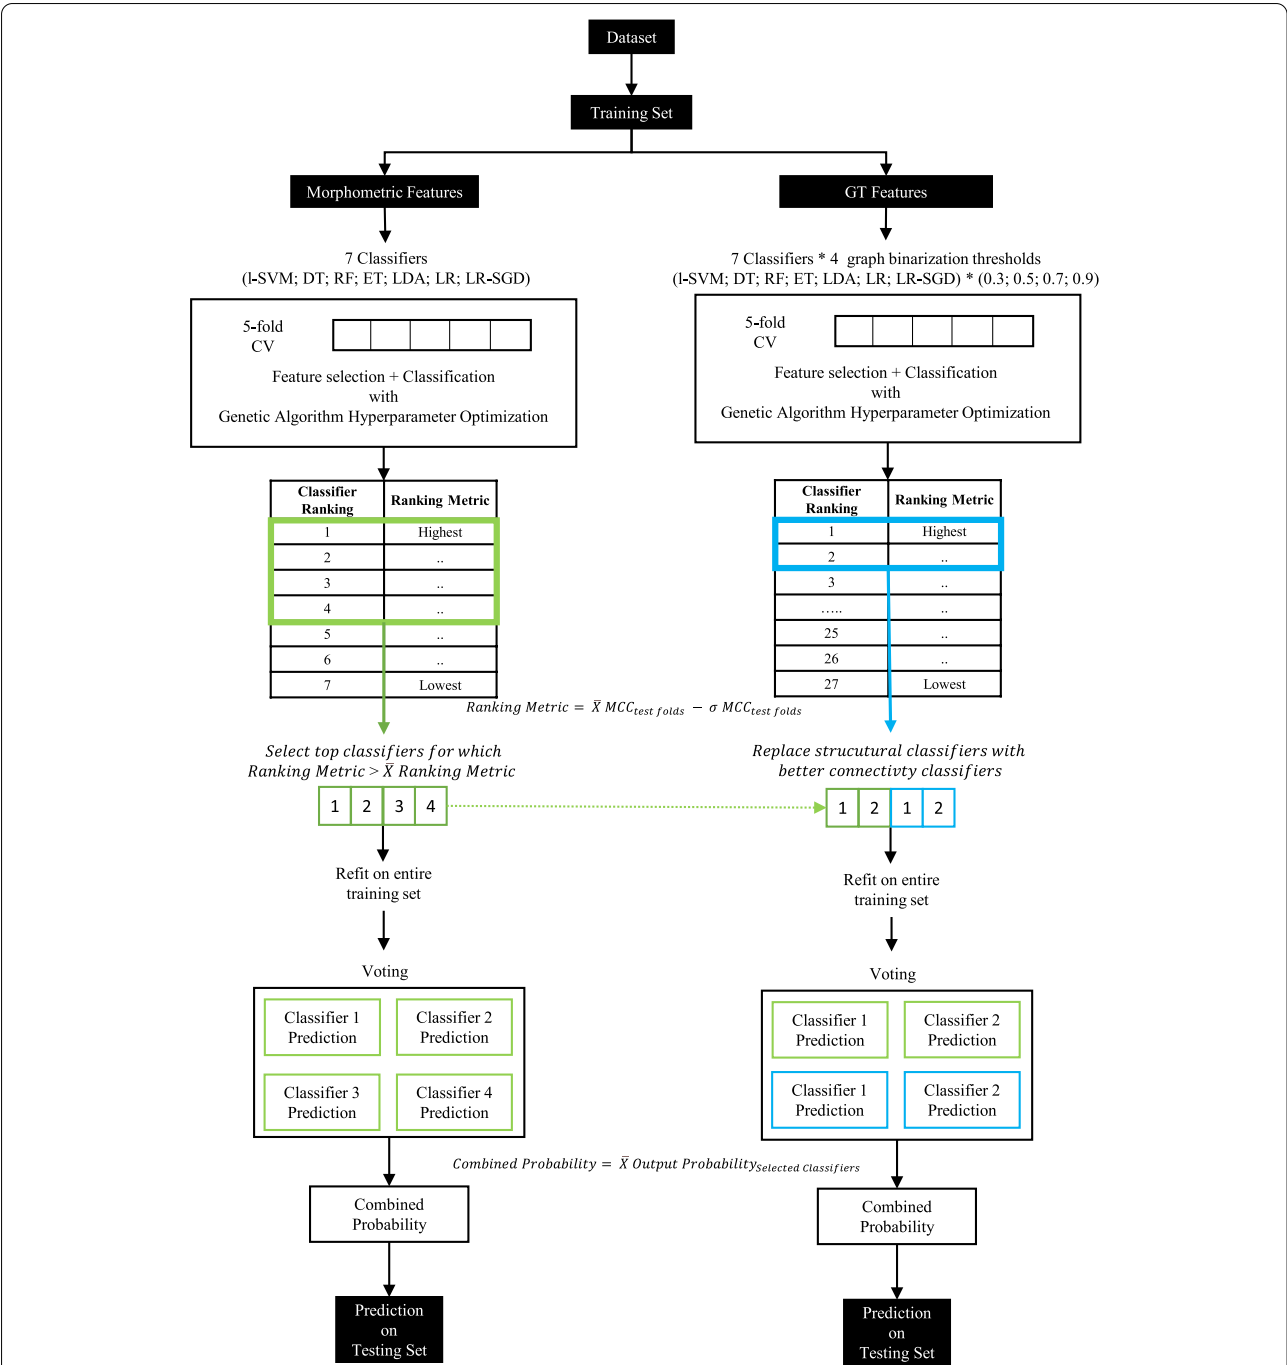 Dataset
Training Set
Morphometric Features
GT Features
7 Classifiers
(l-SVM; DT; RF; ET; LDA; LR; LR-SGD)
7 Classifiers * 4 graph binarization thresholds
(l-SVM; DT; RF; ET; LDA; LR; LR-SGD) * (0.3; 0.5; 0.7; 0.9)
5-fold
CV
Feature selection + Classification
with
Genetic Algorithm Hyperparameter Optimization
5-fold
CV
Feature selection + Classification
with
Genetic Algorithm Hyperparameter Optimization
Classifier Ranking | Ranking Metric
1 Highest
2 ..
3 ..
4 ..
5 ..
6 ..
7 Lowest
Classifier Ranking | Ranking Metric
1 Highest
2 ..
3 ..
..... ..
25 ..
26 ..
27 Lowest
Ranking Metric = X̄ MCC_test folds − σ MCC_test folds
Select top classifiers for which
Ranking Metric > X̄ Ranking Metric
Replace strucutural classifiers with
better connectivty classifiers
1 2 3 4
1 2 1 2
Refit on entire
training set
Refit on entire
training set
Voting
Voting
Classifier 1
Prediction
Classifier 2
Prediction
Classifier 3
Prediction
Classifier 4
Prediction
Classifier 1
Prediction
Classifier 2
Prediction
Classifier 1
Prediction
Classifier 2
Prediction
Combined Probability = X̄ Output Probability_Selected Classifiers
Combined
Probability
Combined
Probability
Prediction
on
Testing Set
Prediction
on
Testing Set